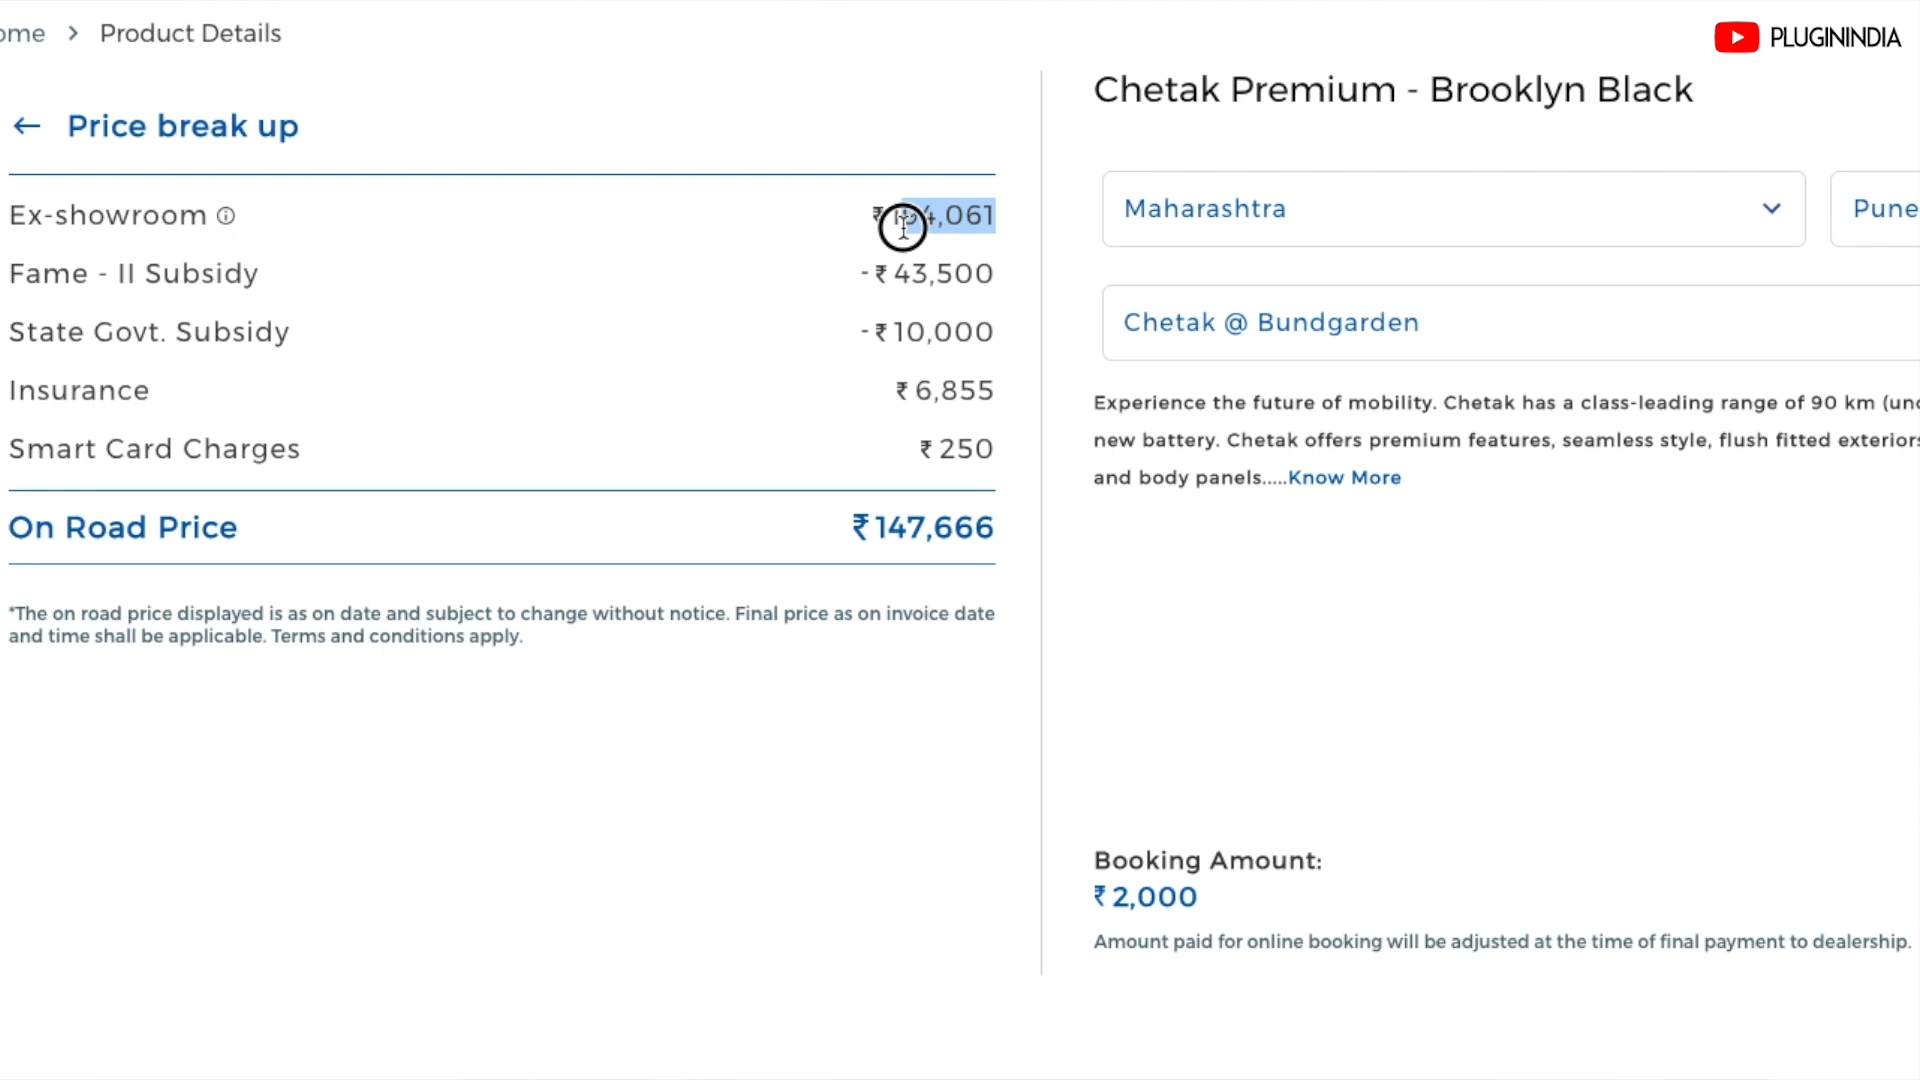 ome > Product Details
PLUGININDIA
← Price break up
Ex-showroom ₹ 194,061
Fame - II Subsidy -₹ 43,500
State Govt. Subsidy -₹ 10,000
Insurance ₹ 6,855
Smart Card Charges ₹ 250
On Road Price ₹ 147,666
*The on road price displayed is as on date and subject to change without notice. Final price as on invoice date
and time shall be applicable. Terms and conditions apply.
Chetak Premium - Brooklyn Black
Maharashtra
Pune
Chetak @ Bundgarden
Experience the future of mobility. Chetak has a class-leading range of 90 km
new battery. Chetak offers premium features, seamless style, flush fitted exteriors
and body panels.....Know More
Booking Amount:
₹ 2,000
Amount paid for online booking will be adjusted at the time of final payment to dealership.